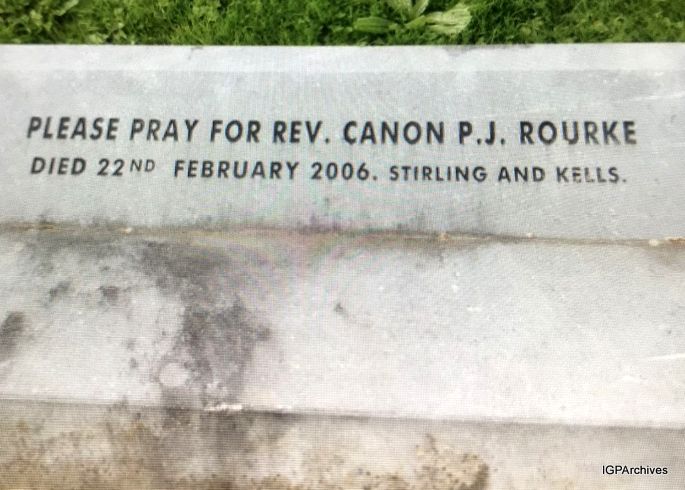 PLEASE PRAY FOR REV. CANON P.J. ROURKE
DIED 22ND FEBRUARY 2006. STIRLING AND KELLS.
IGPArchives